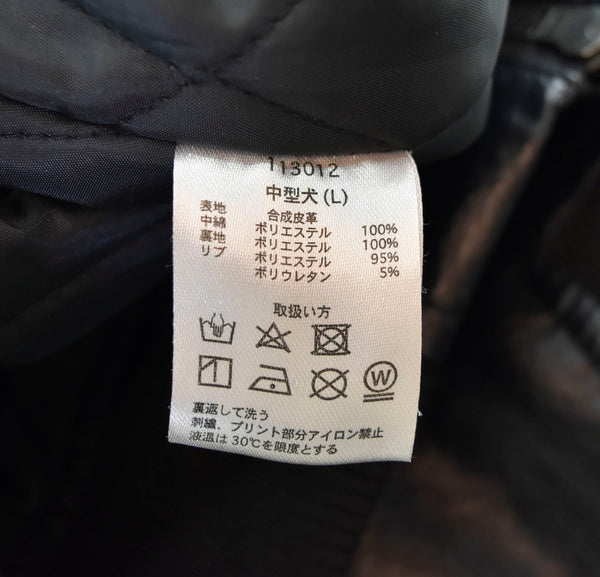 113012
中型犬(L)
表地 合成皮革
中綿 ポリエステル 100%
裏地 ポリエステル 100%
リブ ポリエステル 95%
ポリウレタン 5%
取扱い方
W
裏返して洗う
刺繍、プリント部分アイロン禁止
液温は30℃を限度とする